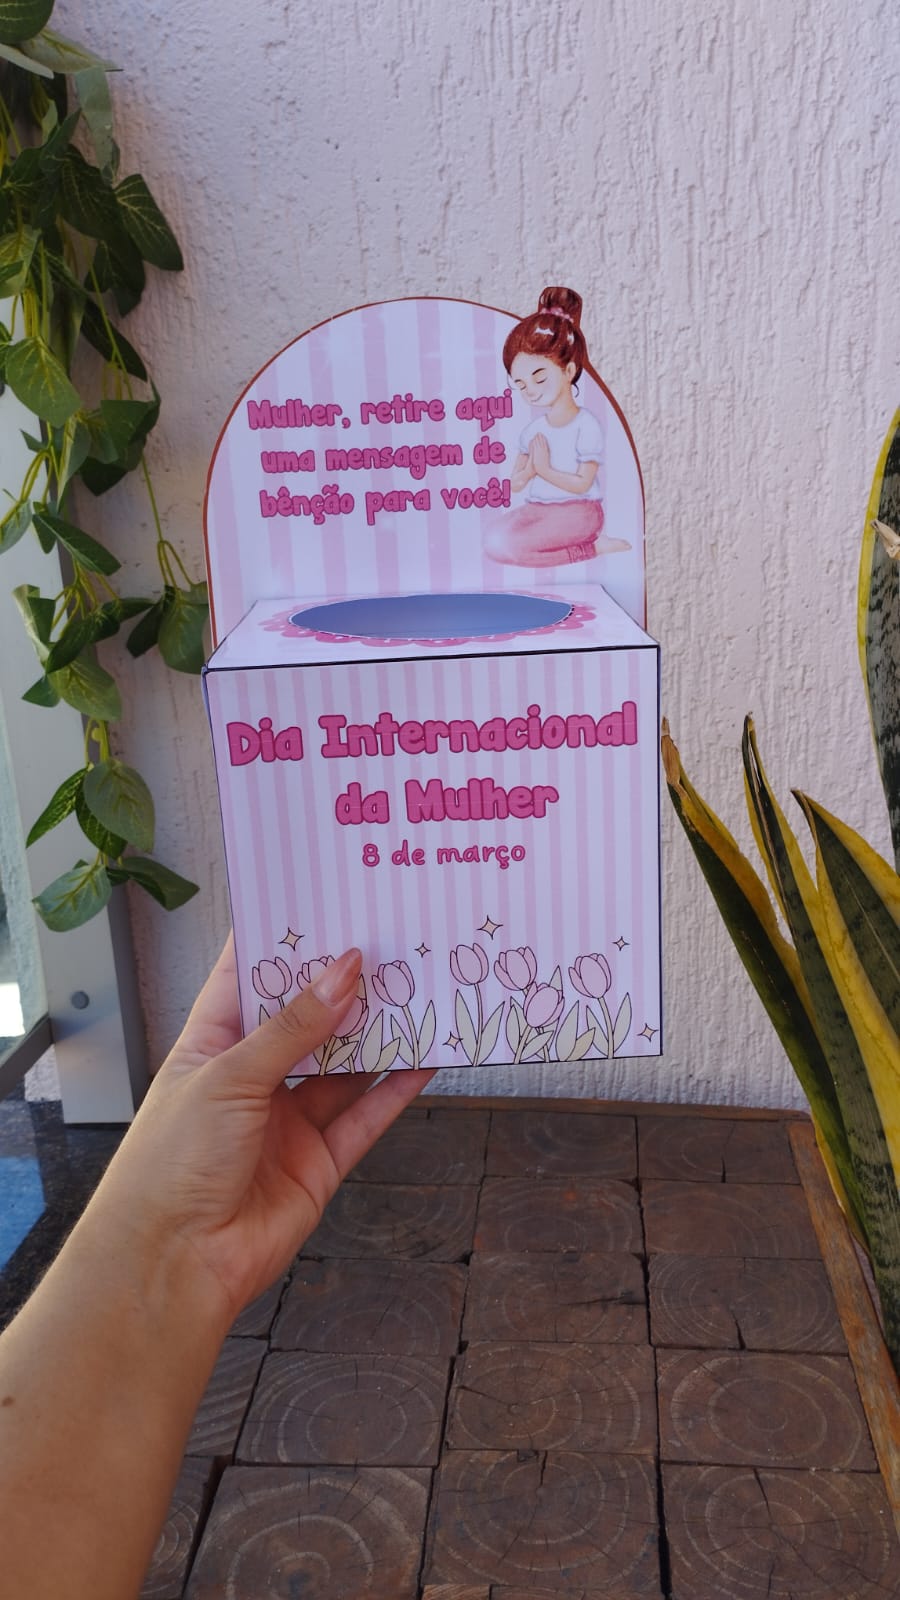 Mulher, retire aqui
uma mensagem de
bênção para você!
Dia Internacional
da Mulher
8 de março